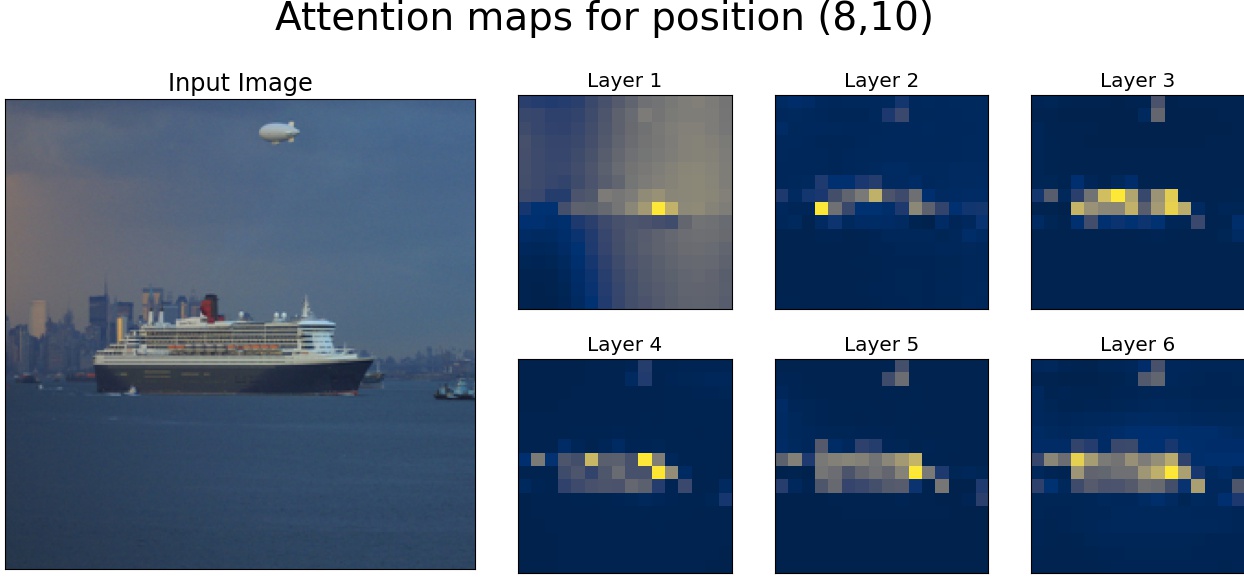 Attention maps for position (8,10)
Input Image
Layer 1
Layer 2
Layer 3
Layer 4
Layer 5
Layer 6